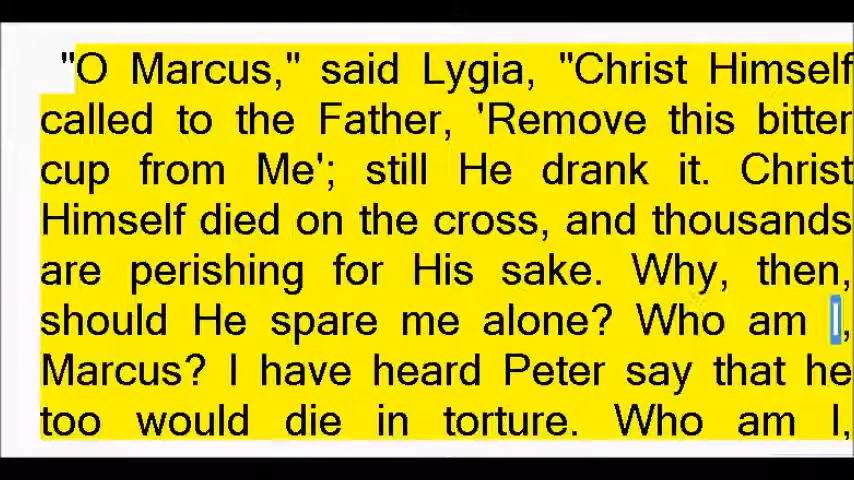 "O Marcus," said Lygia, "Christ Himself
called to the Father, 'Remove this bitter
cup from Me'; still He drank it. Christ
Himself died on the cross, and thousands
are perishing for His sake. Why, then,
should He spare me alone? Who am I,
Marcus? I have heard Peter say that he
too would die in torture. Who am I,